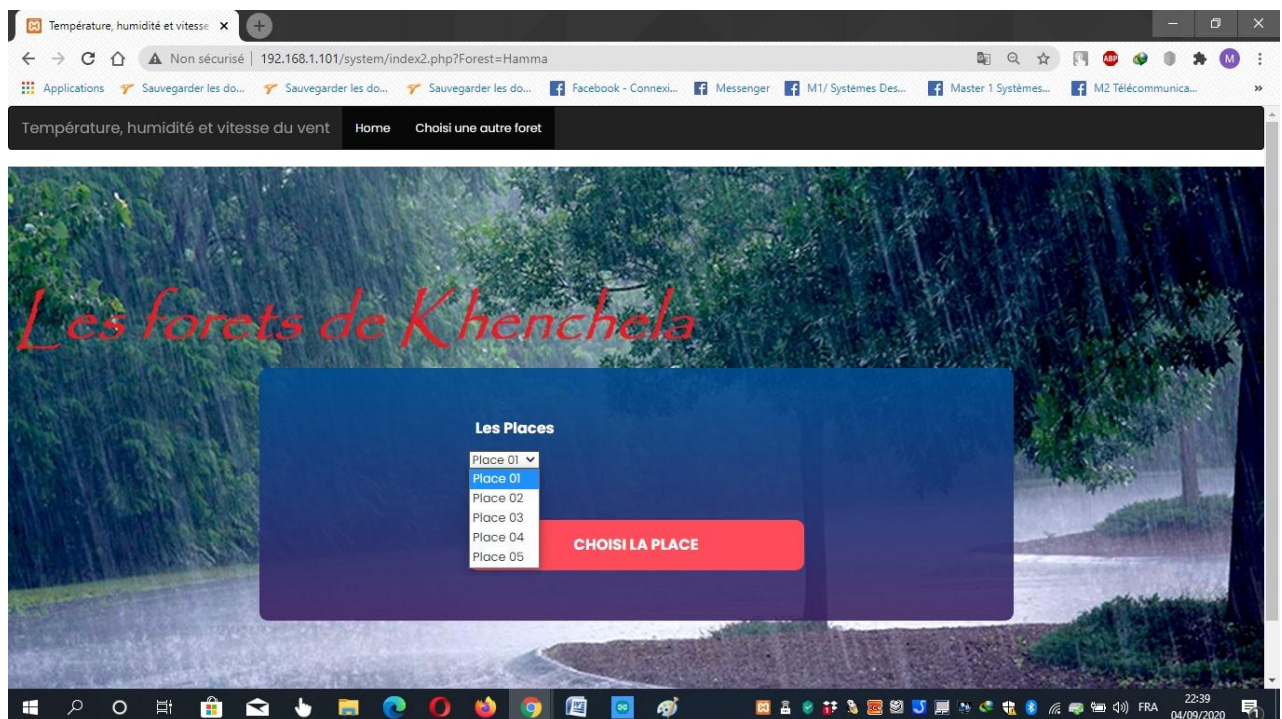 Température, humidité et vitesse
Non sécurisé
192.168.1.101/system/index2.php?Forest=Hamma
ABP
M
Applications
Sauvegarder les do...
Sauvegarder les do...
Sauvegarder les do...
Facebook - Connexi...
Messenger
M1/ Systèmes Des...
Master 1 Systèmes...
M2 Télécommunica...
»
Température, humidité et vitesse du vent
Home
Choisi une autre foret
Les forets de Khenchela
Les Places
Place 01
Place 01
Place 02
Place 03
Place 04
Place 05
CHOISI LA PLACE
FRA
22:39
04/09/2020